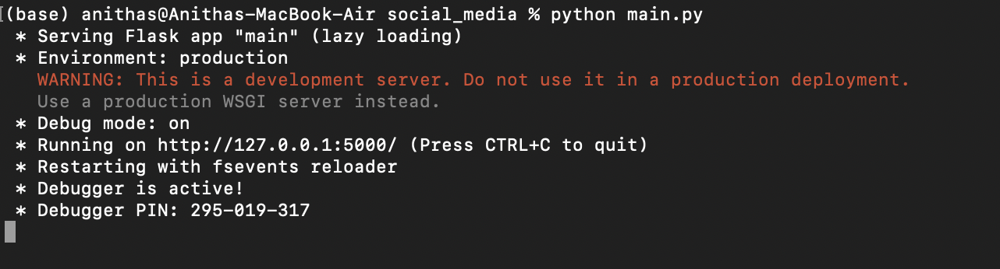 (base) anithas@Anithas-MacBook-Air social_media % python main.py
* Serving Flask app "main" (lazy loading)
* Environment: production
WARNING: This is a development server. Do not use it in a production deployment.
Use a production WSGI server instead.
* Debug mode: on
* Running on http://127.0.0.1:5000/ (Press CTRL+C to quit)
* Restarting with fsevents reloader
* Debugger is active!
* Debugger PIN: 295-019-317